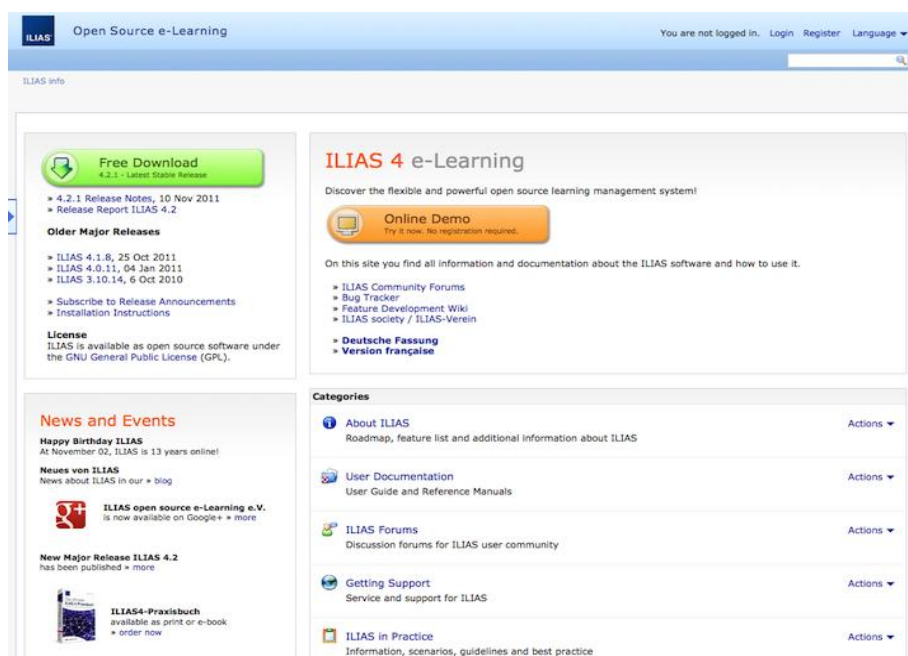 ILIAS
Open Source e-Learning
You are not logged in. Login Register Language
ILIAS info
Free Download
4.2.1 - Latest Stable Release
» 4.2.1 Release Notes, 10 Nov 2011
» Release Report ILIAS 4.2
Older Major Releases
» ILIAS 4.1.8, 25 Oct 2011
» ILIAS 4.0.11, 04 Jan 2011
» ILIAS 3.10.14, 6 Oct 2010
» Subscribe to Release Announcements
» Installation Instructions
License
ILIAS is available as open source software under
the GNU General Public License (GPL).
ILIAS 4 e-Learning
Discover the flexible and powerful open source learning management system!
Online Demo
Try it now. No registration required.
On this site you find all information and documentation about the ILIAS software and how to use it.
» ILIAS Community Forums
» Bug Tracker
» Feature Development Wiki
» ILIAS society / ILIAS-Verein
» Deutsche Fassung
» Version française
News and Events
Happy Birthday ILIAS
At November 02, ILIAS is 13 years online!
Neues von ILIAS
News about ILIAS in our » blog
g+
ILIAS open source e-Learning e.V.
is now available on Google+ » more
New Major Release ILIAS 4.2
has been published » more
ILIAS4-Praxisbuch
available as print or e-book
» order now
Categories
About ILIAS Actions
Roadmap, feature list and additional information about ILIAS
User Documentation Actions
User Guide and Reference Manuals
ILIAS Forums Actions
Discussion forums for ILIAS user community
Getting Support Actions
Service and support for ILIAS
ILIAS in Practice Actions
Information, scenarios, guidelines and best practice